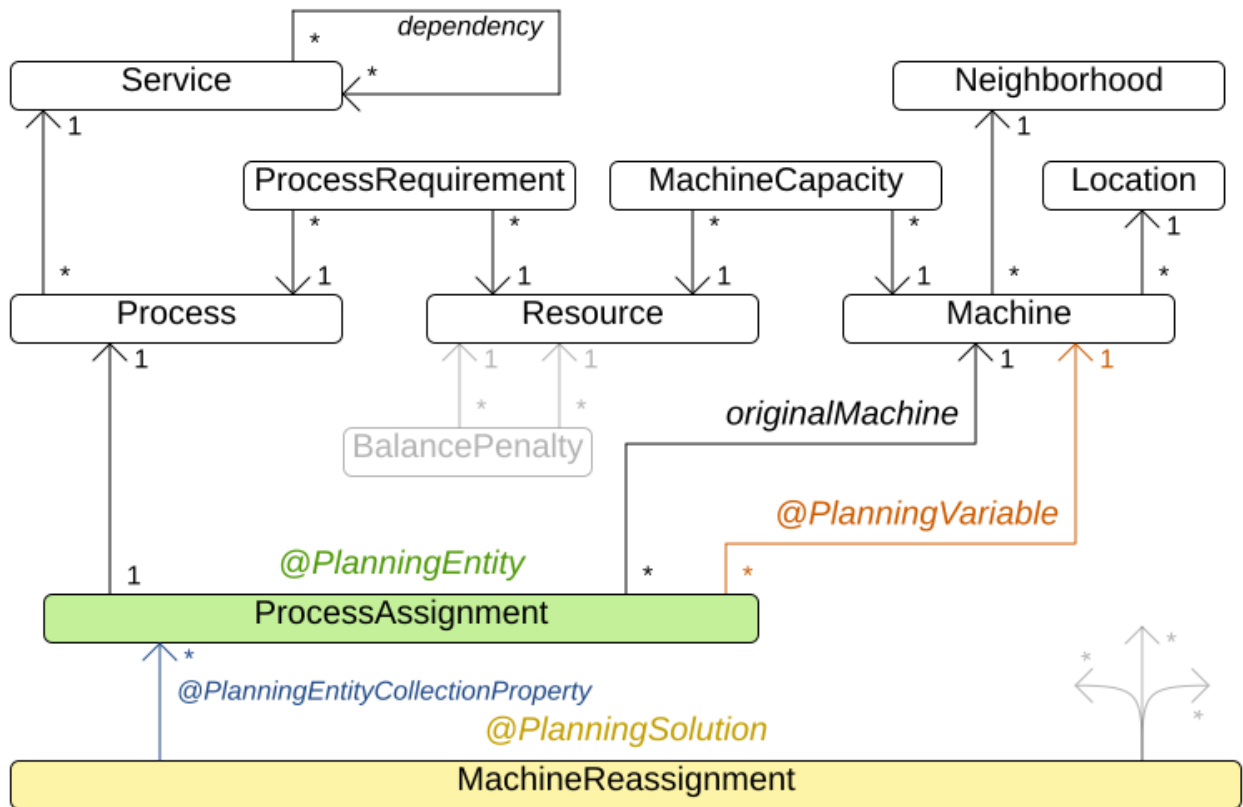 dependency
*
*
Service
Neighborhood
1
1
ProcessRequirement
MachineCapacity
Location
* * * * 1
* 1 1 1 1 * *
Process
Resource
Machine
1 1 1 1 1
* *
originalMachine
BalancePenalty
@PlanningVariable
@PlanningEntity
1 * *
ProcessAssignment
* *
*
@PlanningEntityCollectionProperty
*
@PlanningSolution
MachineReassignment